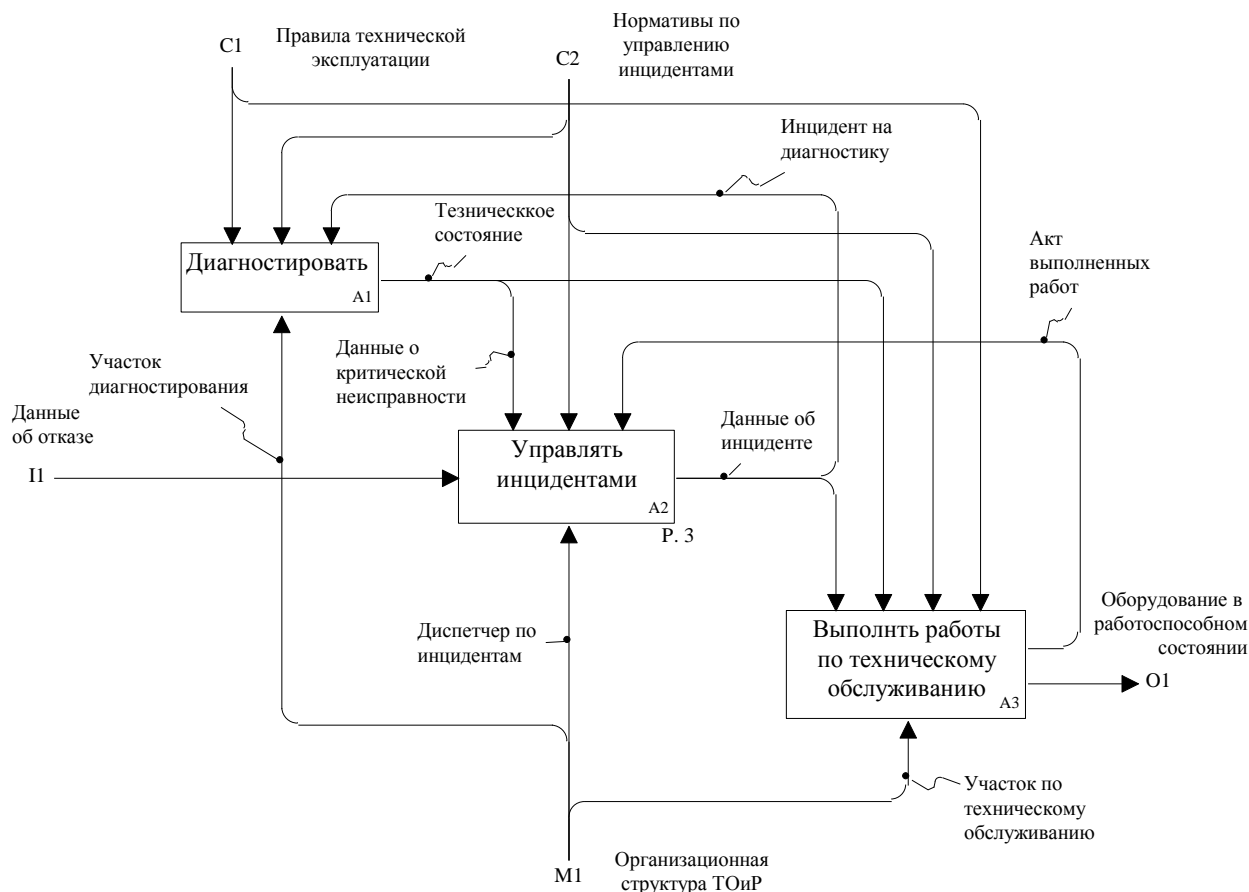 C1
Правила технической
эксплуатации
C2
Нормативы по
управлению
инцидентами
Инцидент на
диагностику
Тезническкое
состояние
Акт
выполненных
работ
Диагностировать
A1
Участок
диагностирования
Данные о
критической
неисправности
Данные
об отказе
I1
Управлять
инцидентами
A2
P. 3
Данные об
инциденте
Диспетчер по
инцидентам
Выполнть работы
по техническому
обслуживанию
A3
Оборудование в
работоспособном
состоянии
O1
Участок по
техническому
обслуживанию
M1
Организационная
структура ТОиР